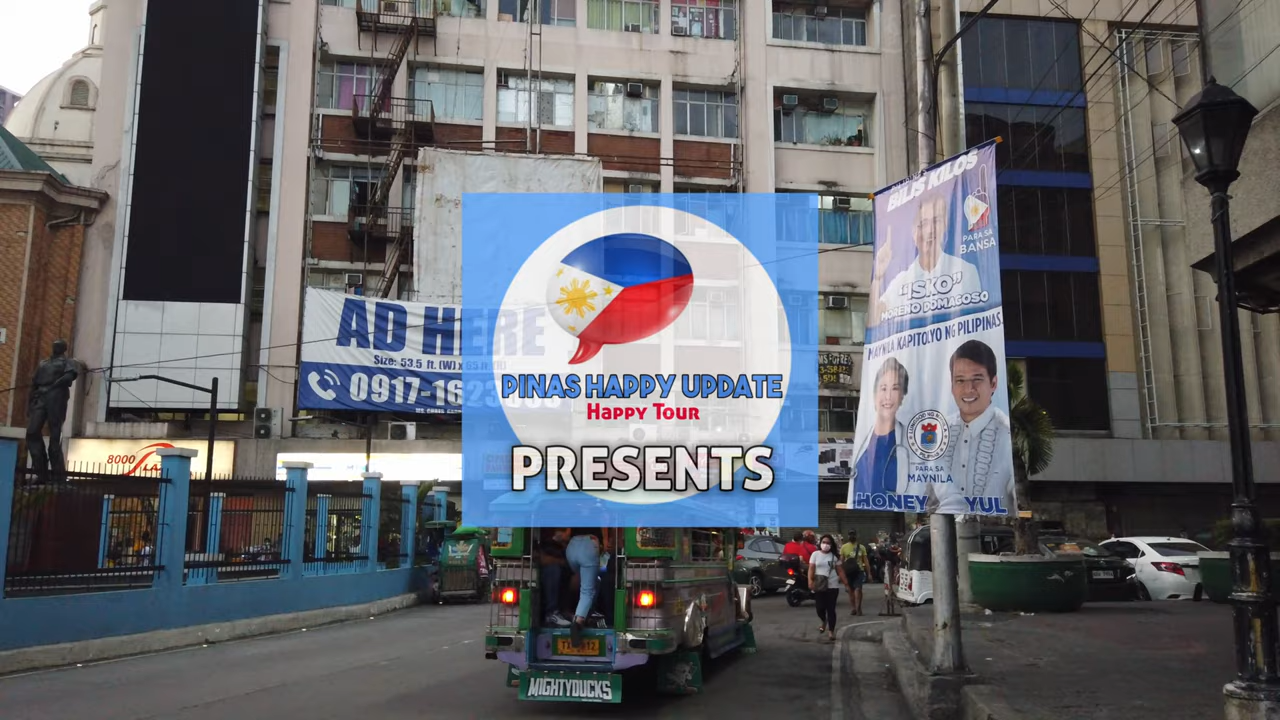 BILIS KILOS
PARA SA
BANSA
"ISKO"
MORENO DOMAGOSO
MAYNILA KAPITOLYO NG PILIPINAS
PARA SA
MAYNILA
HONEY YUL
AD HERE
Size: 53.5 ft. (W) x
0917-16
8000
PINAS HAPPY UPDATE
Happy Tour
PRESENTS
MIGHTYDUCKS